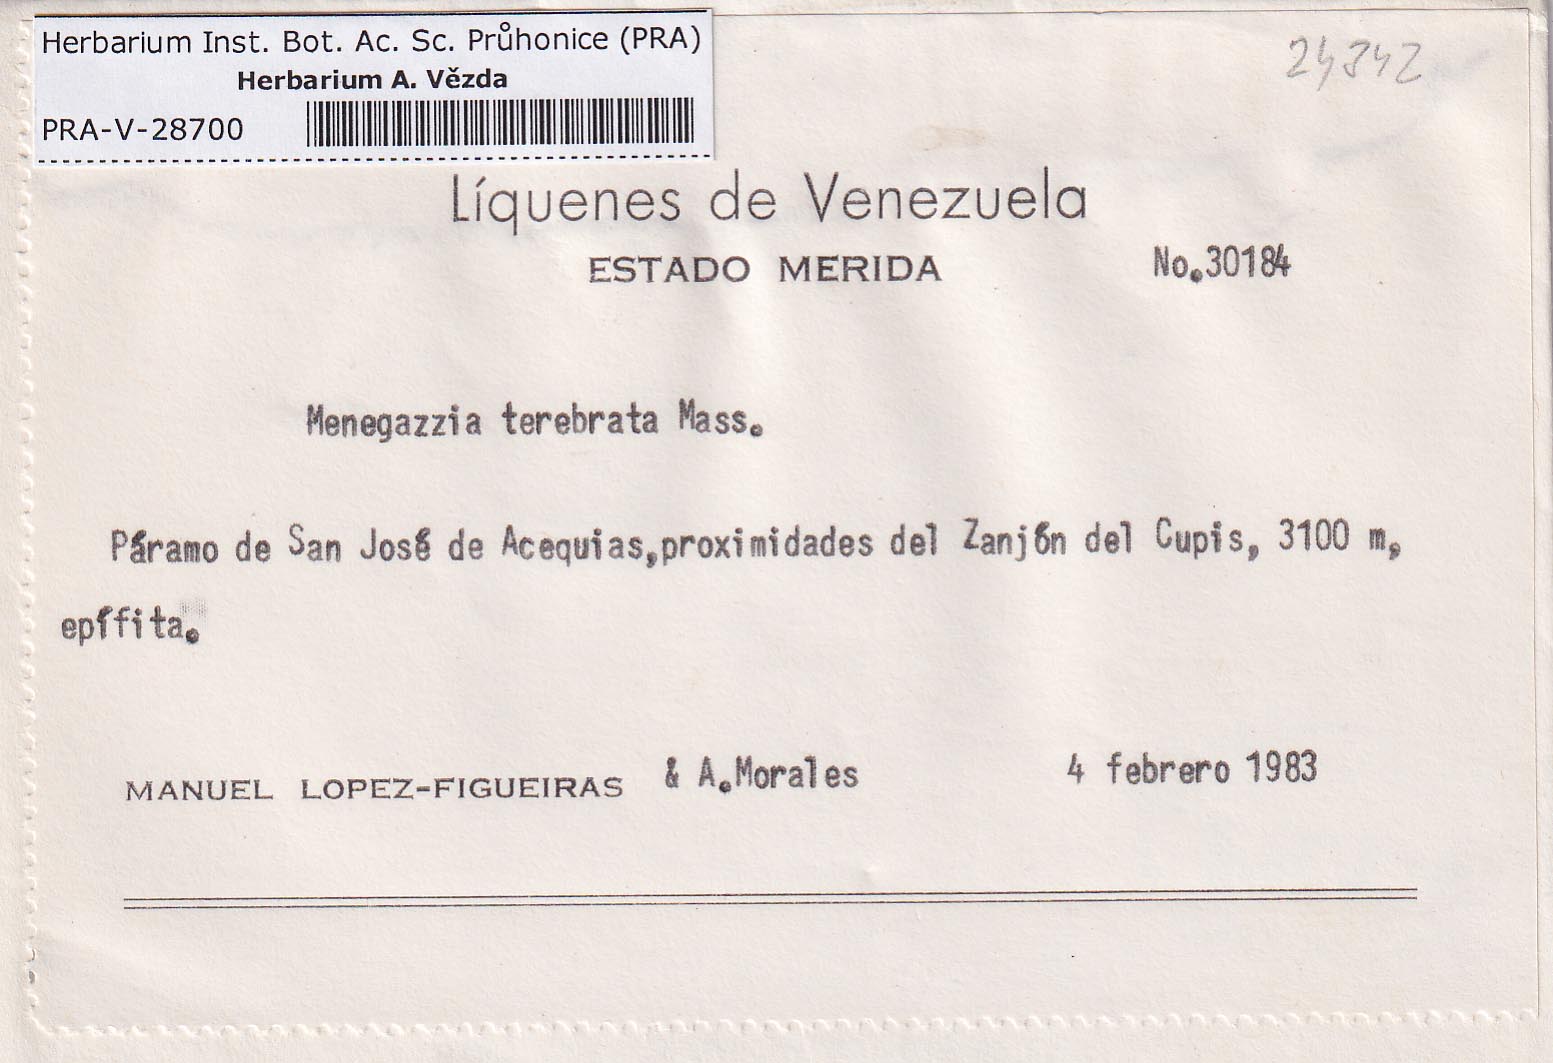 Herbarium Inst. Bot. Ac. Sc. Průhonice (PRA)
Herbarium A. Vězda
PRA-V-28700
24342
Líquenes de Venezuela
ESTADO MERIDA
No.30184
Menegazzia terebrata Mass.
Páramo de San José de Acequias,proximidades del Zanjón del Cupis, 3100 m,
epífita.
MANUEL LOPEZ-FIGUEIRAS & A.Morales 4 febrero 1983